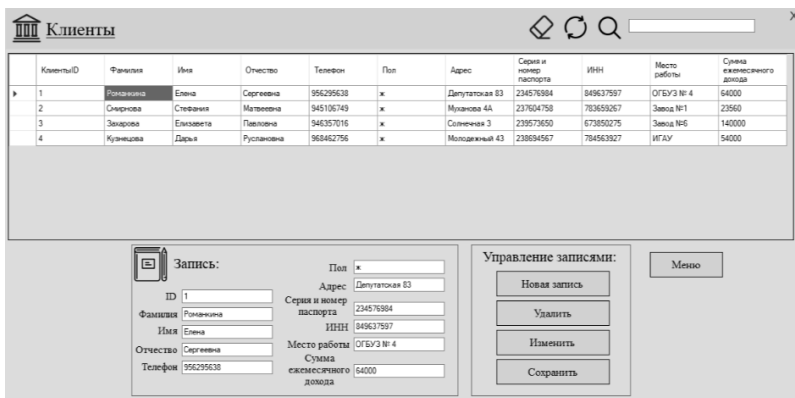 Клиенты
X
КлиентыID Фамилия Имя Отчество Телефон Пол Адрес Серия и номер паспорта ИНН Место работы Сумма ежемесячного дохода
1 Романкина Елена Сергеевна 956295638 ж Депутатская 83 234576984 849637597 ОГБУЗ № 4 64000
2 Смирнова Стефания Матвеевна 945106749 ж Муханова 4А 237604758 783659267 Завод №1 23560
3 Захарова Елизавета Павловна 946357016 ж Солнечная 3 239573650 673850275 Завод №6 140000
4 Кузнецова Дарья Руслановна 968462756 ж Молодежный 43 238694567 784563927 ИГАУ 54000
Запись:
ID 1
Фамилия Романкина
Имя Елена
Отчество Сергеевна
Телефон 956295638
Пол ж
Адрес Депутатская 83
Серия и номер
паспорта 234576984
ИНН 849637597
Место работы ОГБУЗ № 4
Сумма
ежемесячного 64000
дохода
Управление записями:
Новая запись
Удалить
Изменить
Сохранить
Меню